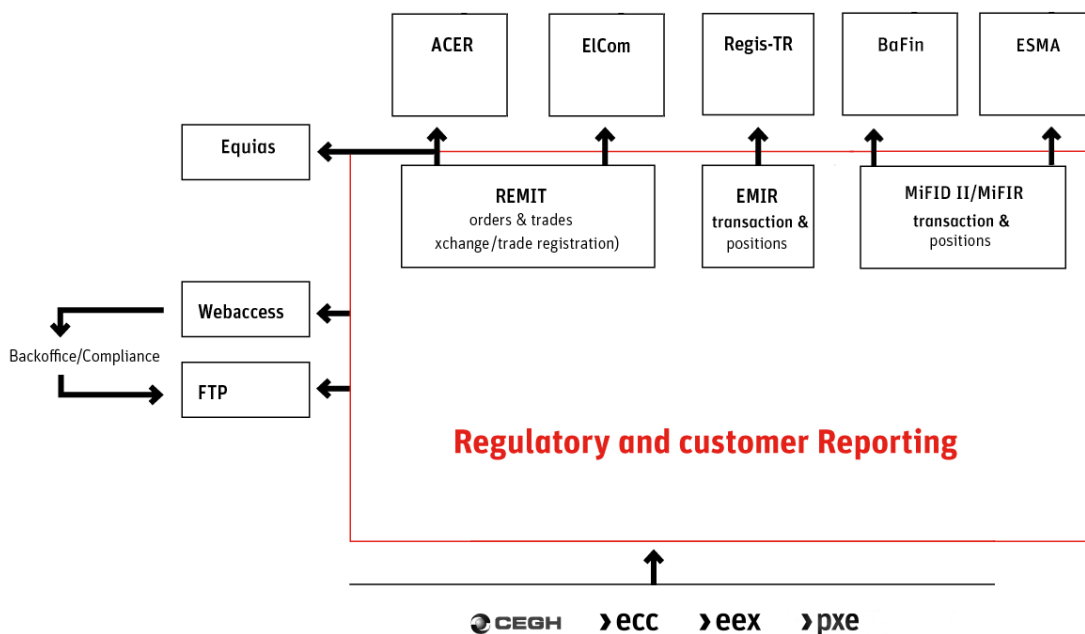 ACER
ElCom
Regis-TR
BaFin
ESMA
Equias
REMIT
orders & trades
xchange/trade registration)
EMIR
transaction &
positions
MiFID II/MiFIR
transaction &
positions
Webaccess
Backoffice/Compliance
FTP
Regulatory and customer Reporting
CEGH
ecc
eex
pxe